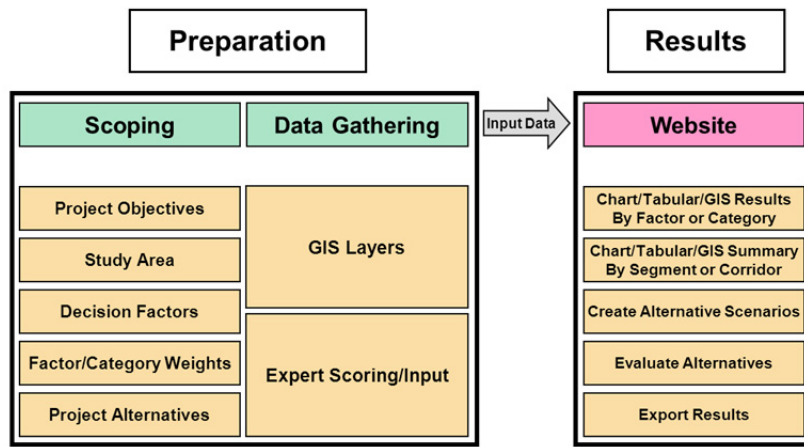 Preparation
Results
Scoping
Data Gathering
Input Data
Website
Project Objectives
Study Area
Decision Factors
Factor/Category Weights
Project Alternatives
GIS Layers
Expert Scoring/Input
Chart/Tabular/GIS Results
By Factor or Category
Chart/Tabular/GIS Summary
By Segment or Corridor
Create Alternative Scenarios
Evaluate Alternatives
Export Results